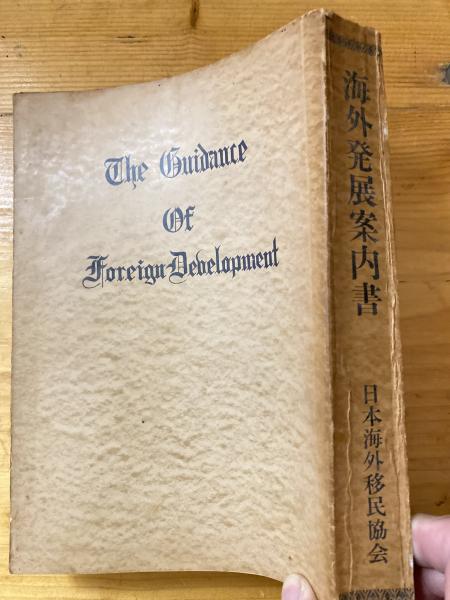 The Guidance
Of
Foreign Development
海外発展案内書
日本海外移民協会